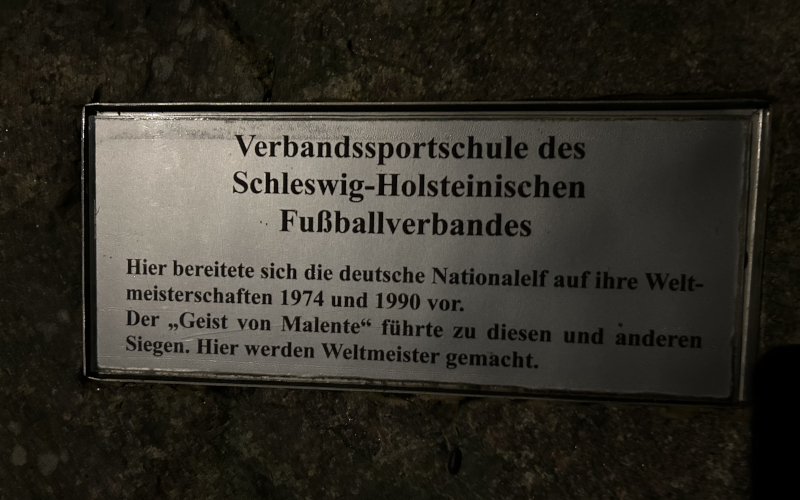 Verbandssportschule des
Schleswig-Holsteinischen
Fußballverbandes
Hier bereitete sich die deutsche Nationalelf auf ihre Welt-
meisterschaften 1974 und 1990 vor.
Der „Geist von Malente“ führte zu diesen und anderen
Siegen. Hier werden Weltmeister gemacht.